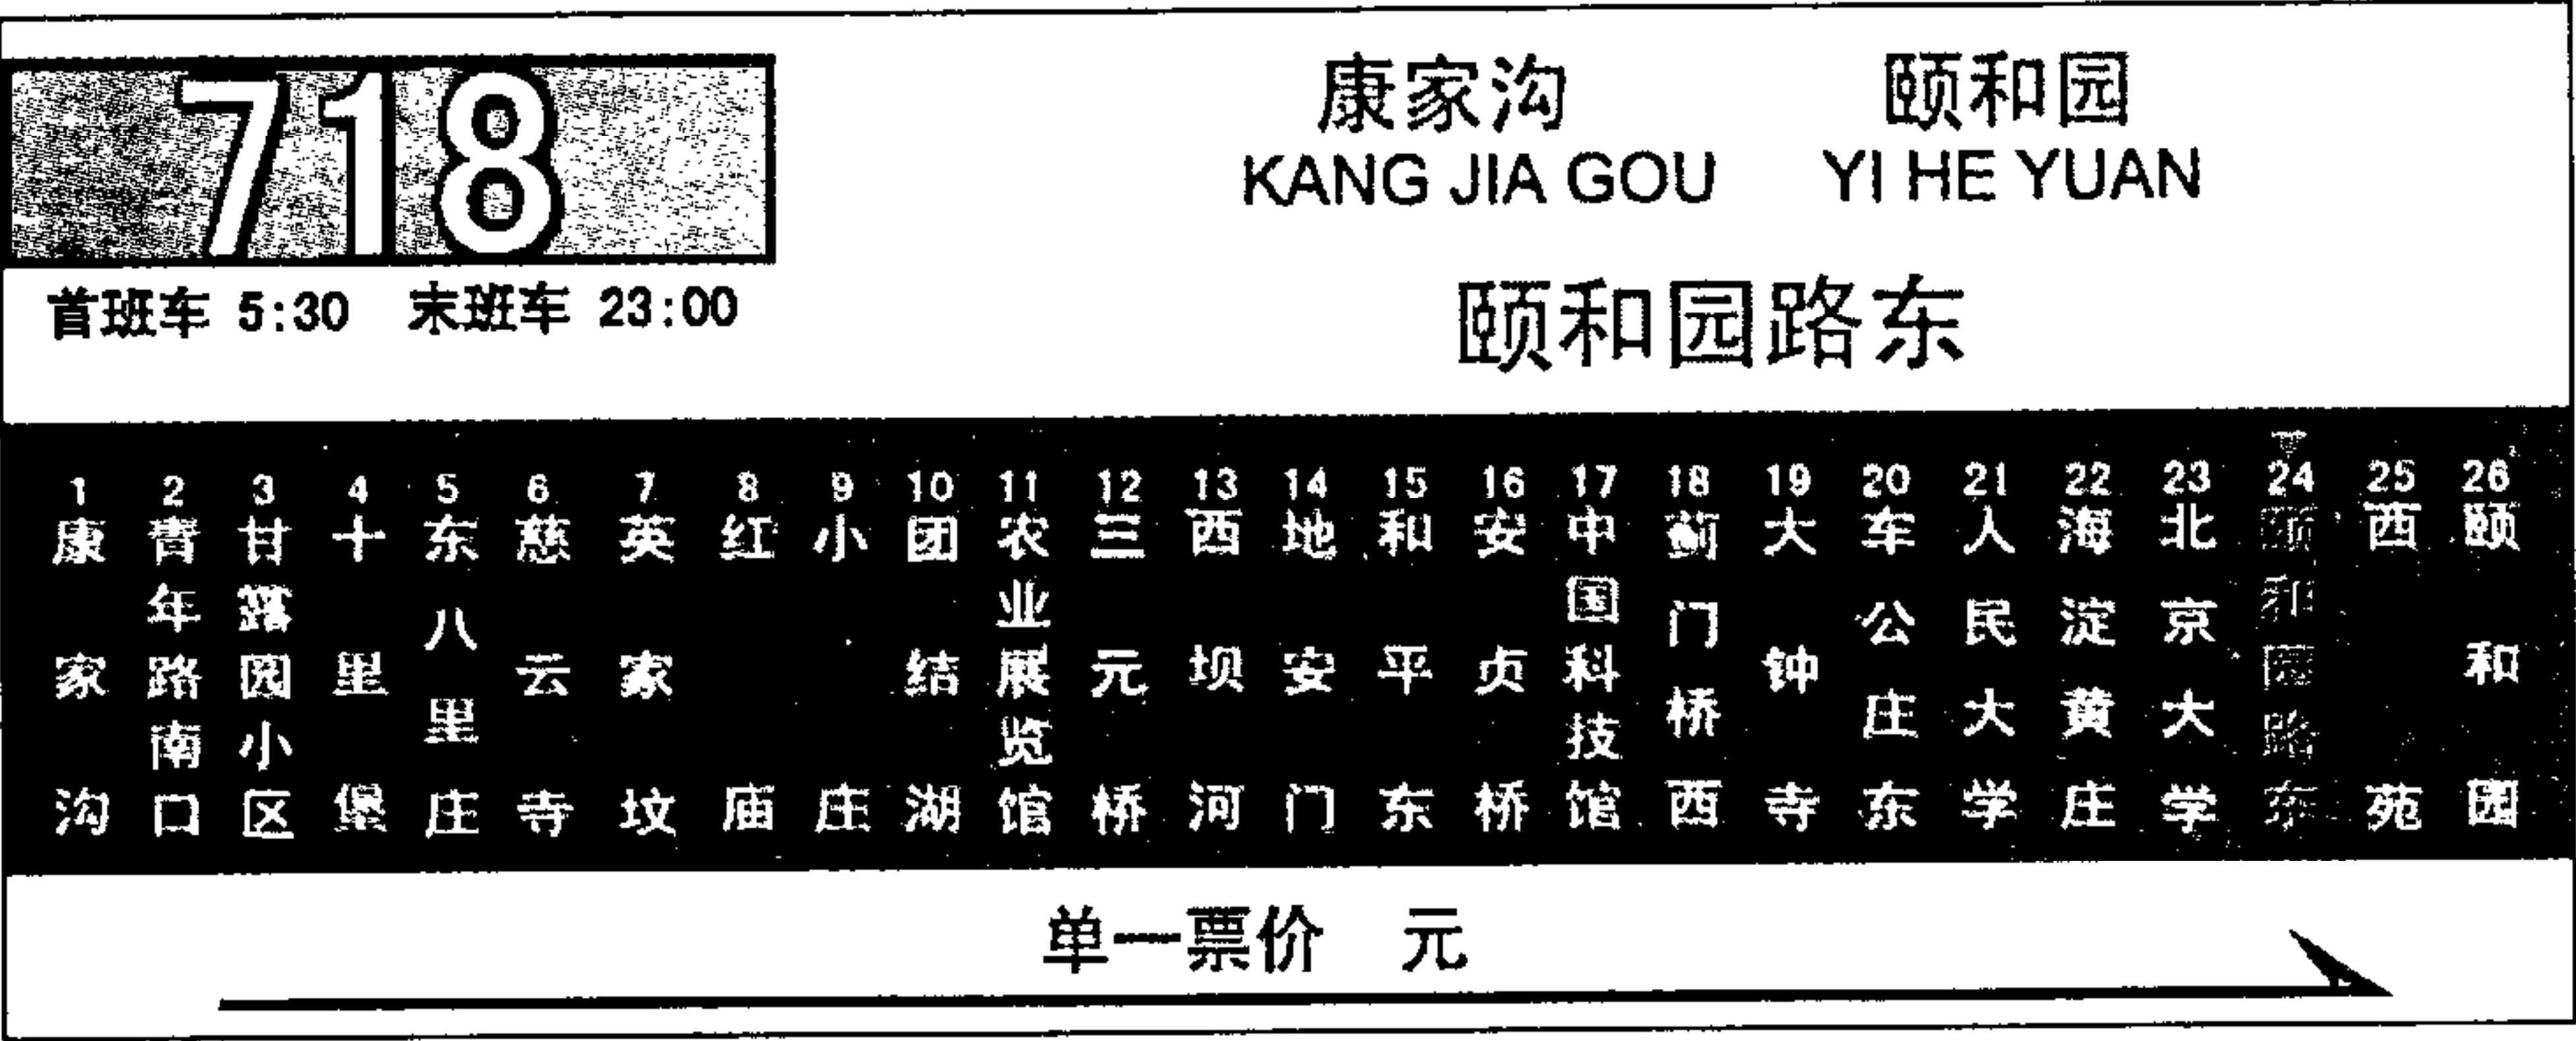 718
首班车 5:30 末班车 23:00
康家沟 颐和园
KANG JIA GOU YI HE YUAN
颐和园路东
1 康家沟
2 青年路南口
3 甘露园小区
4 十里堡
5 东八里庄
6 慈云寺
7 英家坟
8 红庙
9 小庄
10 团结湖
11 农业展览馆
12 三元桥
13 西坝河
14 地安门
15 和平东
16 安贞桥
17 中国科技馆
18 蓟门桥西
19 大钟寺
20 车公庄东
21 人民大学
22 海淀黄庄
23 北京大学
24 颐和园路东
25 西苑
26 颐和园
单一票价 元